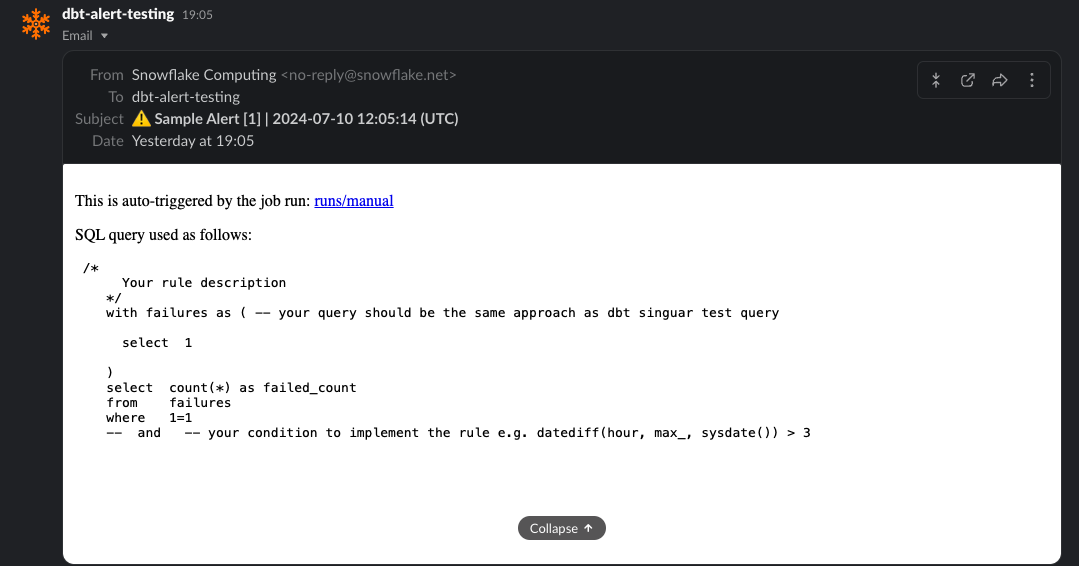 dbt-alert-testing 19:05
Email
From Snowflake Computing <no-reply@snowflake.net>
To dbt-alert-testing
Subject ⚠️ Sample Alert [1] | 2024-07-10 12:05:14 (UTC)
Date Yesterday at 19:05
This is auto-triggered by the job run: runs/manual
SQL query used as follows:
/*
Your rule description
*/
with failures as ( -- your query should be the same approach as dbt singuar test query
select 1
)
select count(*) as failed_count
from failures
where 1=1
-- and -- your condition to implement the rule e.g. datediff(hour, max_, sysdate()) > 3
Collapse ↑